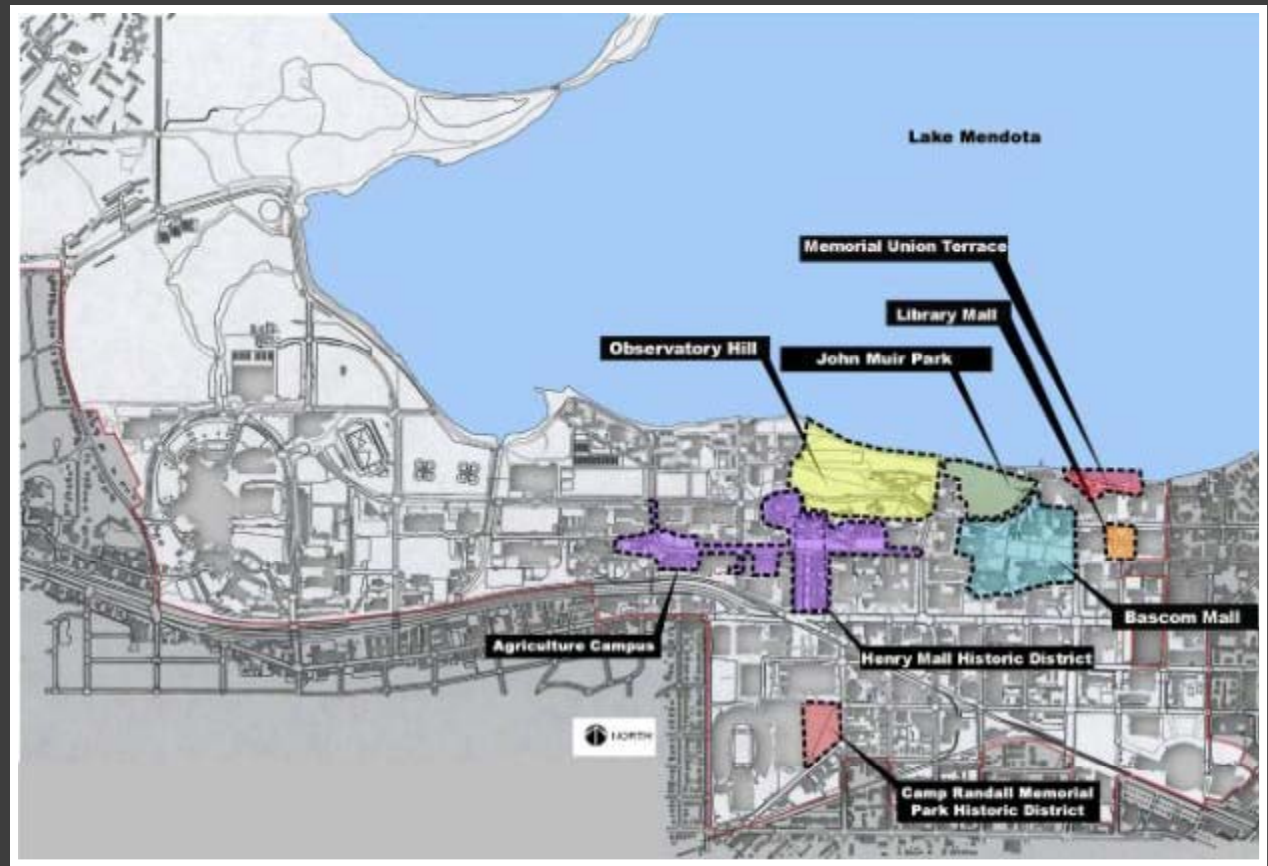 Lake Mendota
Memorial Union Terrace
Library Mall
Observatory Hill
John Muir Park
Bascom Mall
Agriculture Campus
Henry Mall Historic District
NORTH
Camp Randall Memorial
Park Historic District